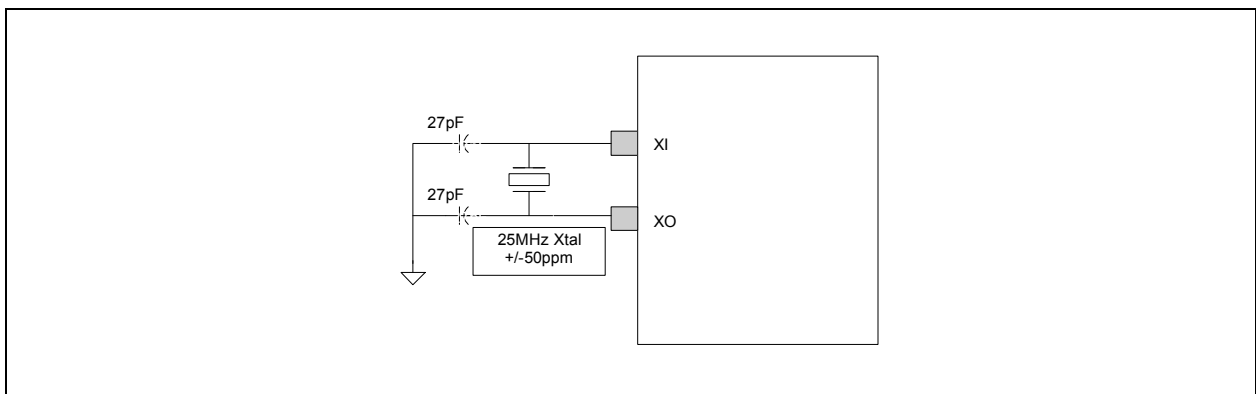 27pF
XI
27pF
XO
25MHz Xtal
+/-50ppm